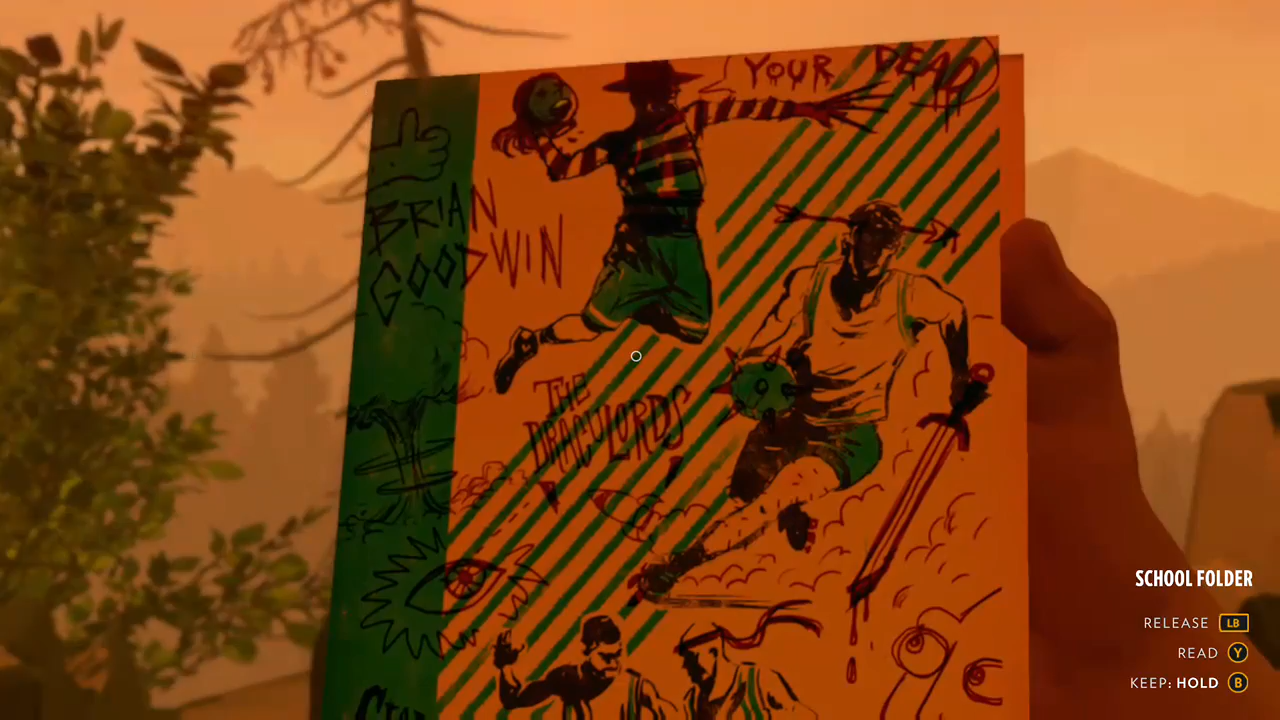 YOUR DEAD
BRIAN
GOODWIN
THE
DRACULORDS
SCHOOL FOLDER
RELEASE LB
READ Y
KEEP: HOLD B